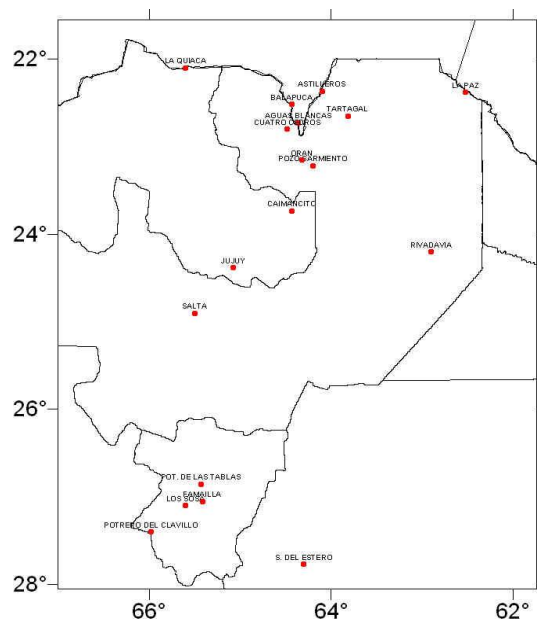 22°
24°
26°
28°
LA QUIACA
ASTILLEROS
LA PAZ
BALAPUCA
TARTAGAL
AGUAS BLANCAS
CUATRO CEDROS
ORAN
POZO SARMIENTO
CAIMANCITO
RIVADAVIA
JUJUY
SALTA
POT. DE LAS TABLAS
FAMAILLA
LOS SOSA
POTRERO DEL CLAVILLO
S. DEL ESTERO
66°
64°
62°